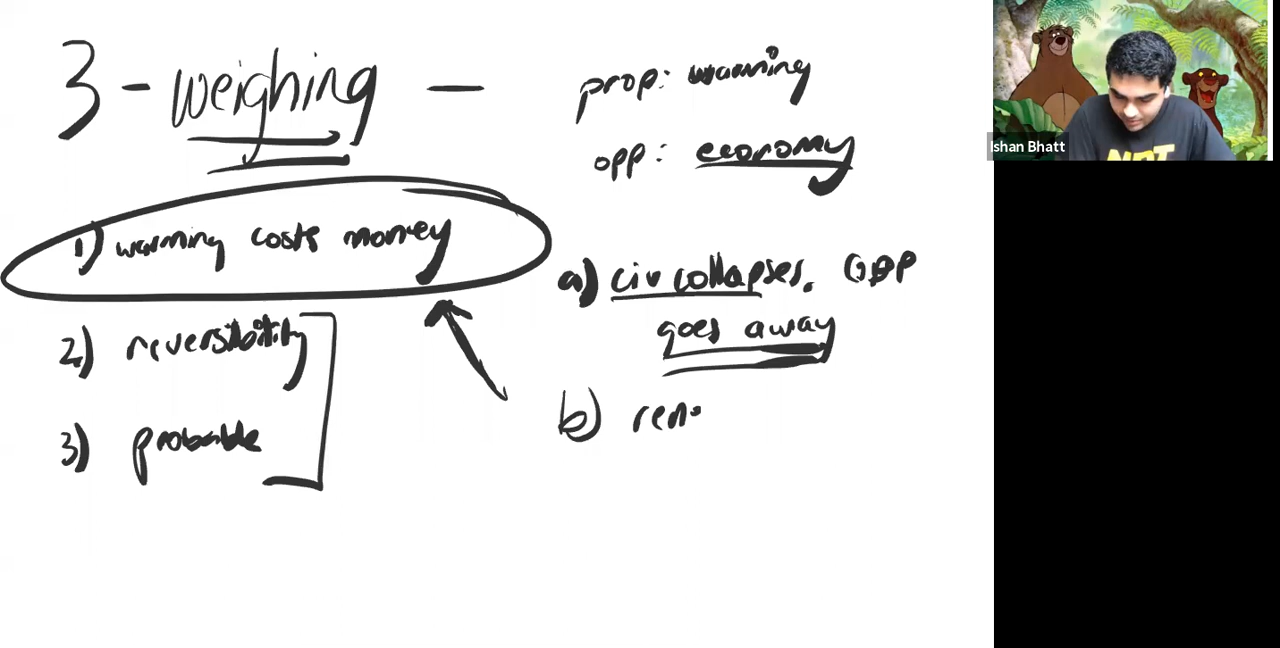 3 - weighing -
prop: warming
opp: economy
1) warming costs money
2) reversibility
3) probable
a) civ collapses. GDP
goes away
b)
Ishan Bhatt
NOT